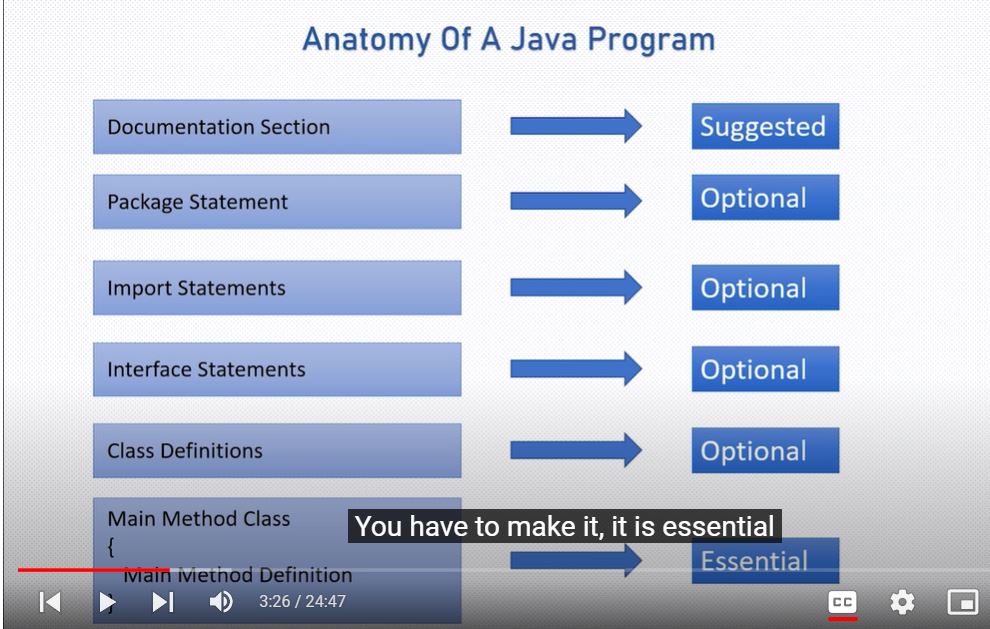 Anatomy Of A Java Program
Documentation Section
Suggested
Package Statement
Optional
Import Statements
Optional
Interface Statements
Optional
Class Definitions
Optional
Main Method Class
{
Main Method Definition
}
Essential
You have to make it, it is essential
3:26 / 24:47
CC